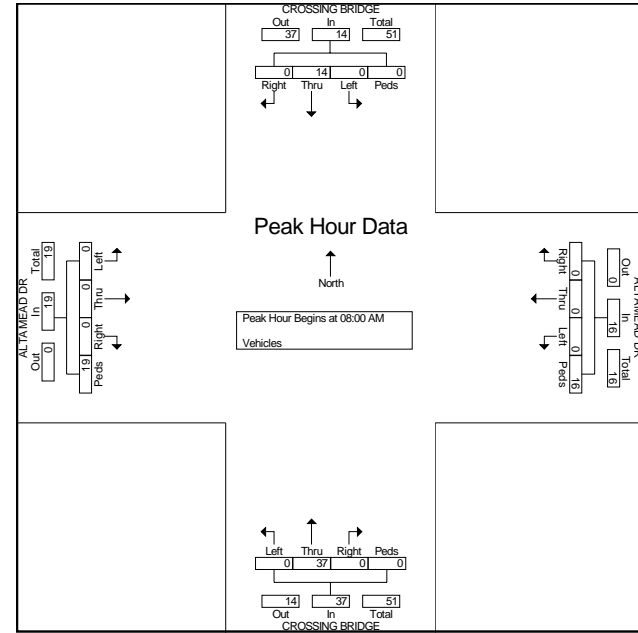 CROSSING BRIDGE
Out In Total
37 14 51
0 14 0 0
Right Thru Left Peds
Peak Hour Data
North
Peak Hour Begins at 08:00 AM
Vehicles
ALTAMEAD DR
Total In Out
19 19 0
Left Thru Right Peds
0 0 0 19
ALTAMEAD DR
Out In Total
0 16 16
Right Thru Left Peds
0 0 0 16
Left Thru Right Peds
0 37 0 0
14 37 51
Out In Total
CROSSING BRIDGE